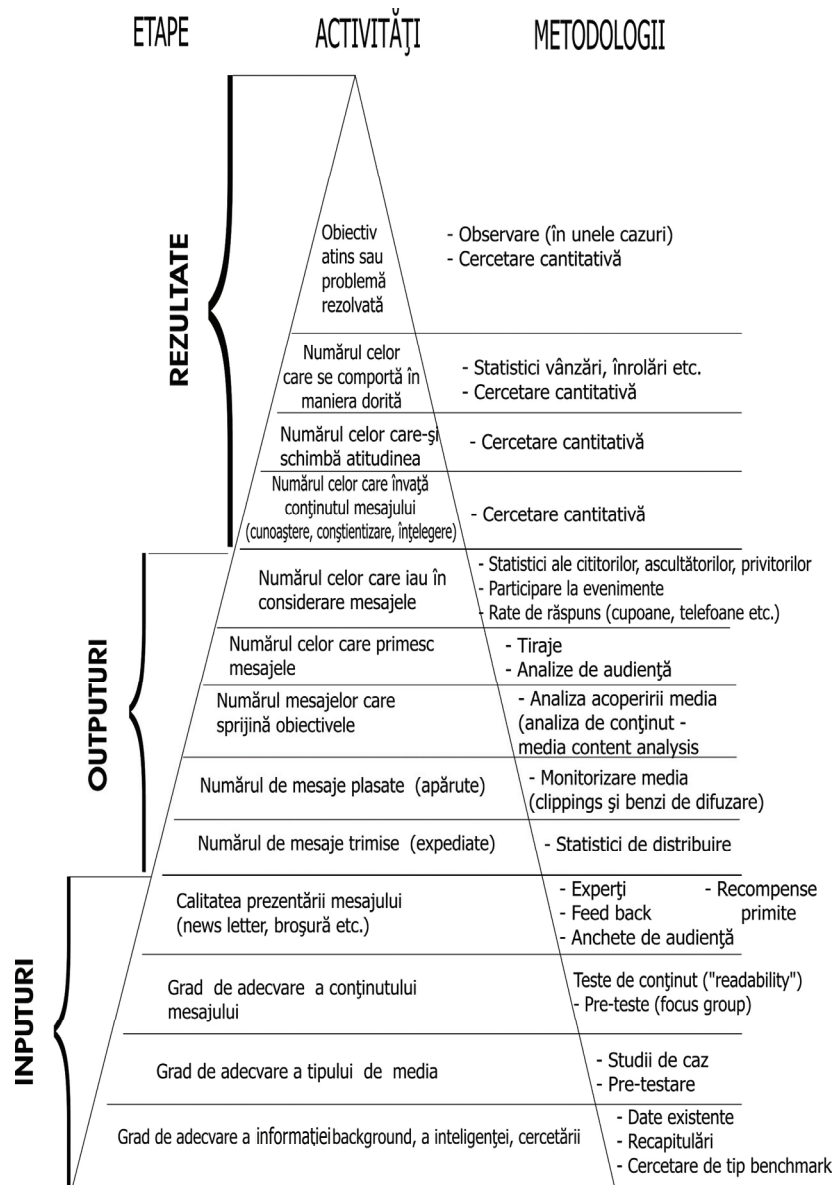 ETAPE ACTIVITĂŢI METODOLOGII
REZULTATE
Obiectiv
atins sau
problemă
rezolvată
- Observare (în unele cazuri)
- Cercetare cantitativă
Numărul celor
care se comportă în
maniera dorită
- Statistici vânzări, înrolări etc.
- Cercetare cantitativă
Numărul celor care-şi
schimbă atitudinea
- Cercetare cantitativă
Numărul celor care învaţă
conţinutul mesajului
(cunoaştere, conştientizare, înţelegere)
- Cercetare cantitativă
OUTPUTURI
Numărul celor care iau în
considerare mesajele
- Statistici ale cititorilor, ascultătorilor, privitorilor
- Participare la evenimente
- Rate de răspuns (cupoane, telefoane etc.)
Numărul celor care primesc
mesajele
- Tiraje
- Analize de audienţă
Numărul mesajelor care
sprijină obiectivele
- Analiza acoperirii media
(analiza de conţinut -
media content analysis
Numărul de mesaje plasate (apărute)
- Monitorizare media
(clippings şi benzi de difuzare)
Numărul de mesaje trimise (expediate)
- Statistici de distribuire
INPUTURI
Calitatea prezentării mesajului
(news letter, broşură etc.)
- Experţi
- Feed back
- Anchete de audienţă
- Recompense
primite
Grad de adecvare a conţinutului
mesajului
Teste de conţinut ("readability")
- Pre-teste (focus group)
Grad de adecvare a tipului de media
- Studii de caz
- Pre-testare
Grad de adecvare a informaţiei background, a inteligenţei, cercetării
- Date existente
- Recapitulări
- Cercetare de tip benchmark